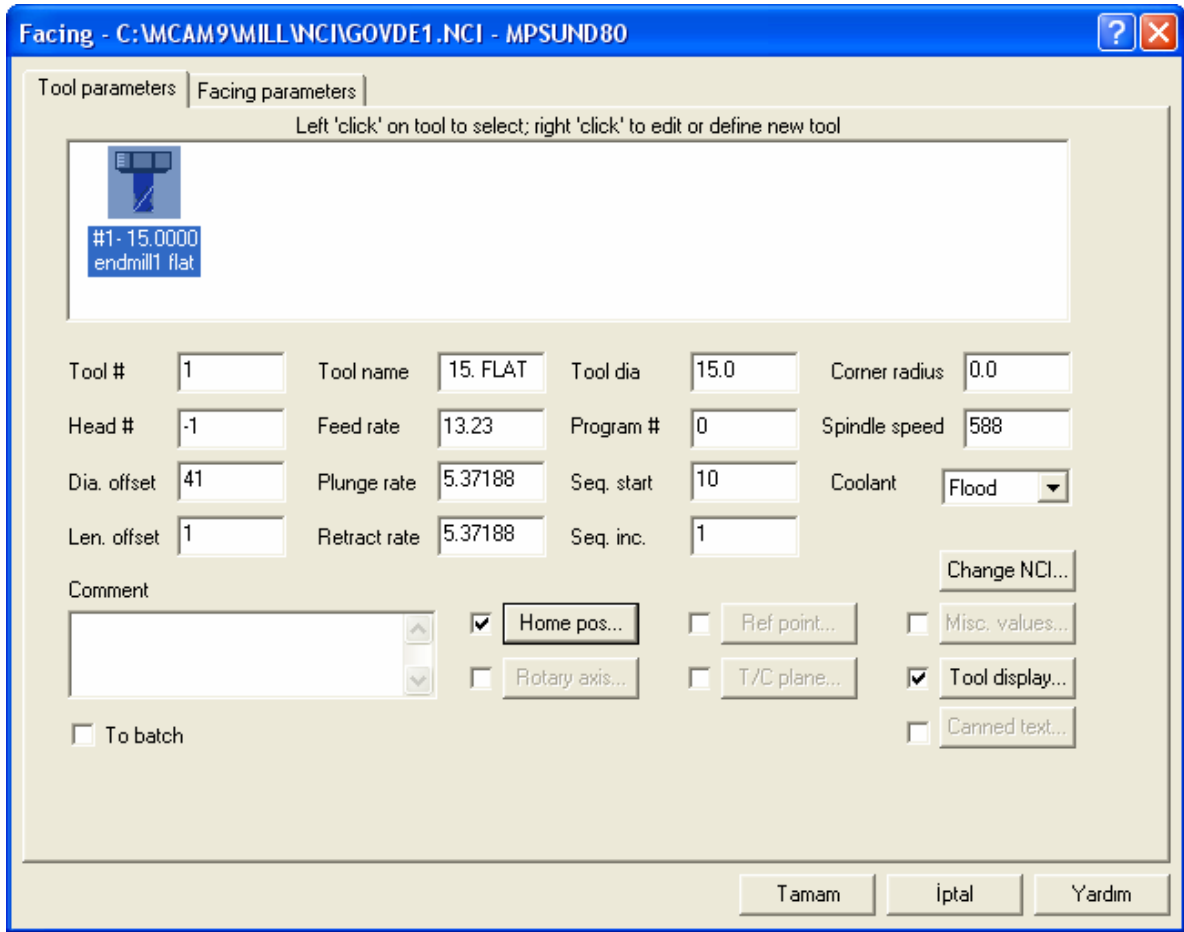 Facing - C:\MCAM9\MILL\NCI\GOVDE1.NCI - MPSUND80
Tool parameters Facing parameters
Left 'click' on tool to select; right 'click' to edit or define new tool
#1- 15.0000
endmill1 flat
Tool # 1 Tool name 15. FLAT Tool dia 15.0 Corner radius 0.0
Head # -1 Feed rate 13.23 Program # 0 Spindle speed 588
Dia. offset 41 Plunge rate 5.37188 Seq. start 10 Coolant Flood
Len. offset 1 Retract rate 5.37188 Seq. inc. 1
Change NCI...
Comment
Home pos... Ref point... Misc. values...
Rotary axis... T/C plane... Tool display...
To batch Canned text...
Tamam İptal Yardım